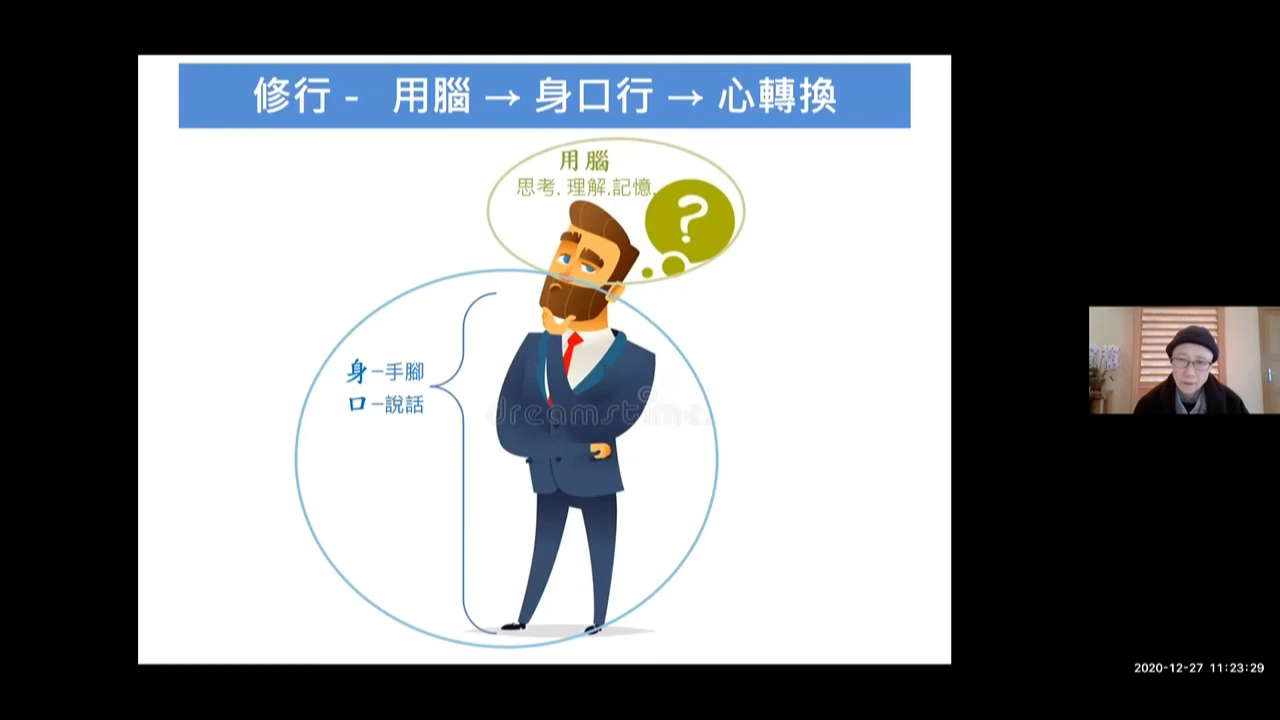 修行 - 用腦 → 身口行 → 心轉換
用腦
思考. 理解.記憶.
?
身–手腳
口–說話
dreamstime
2020-12-27 11:23:29